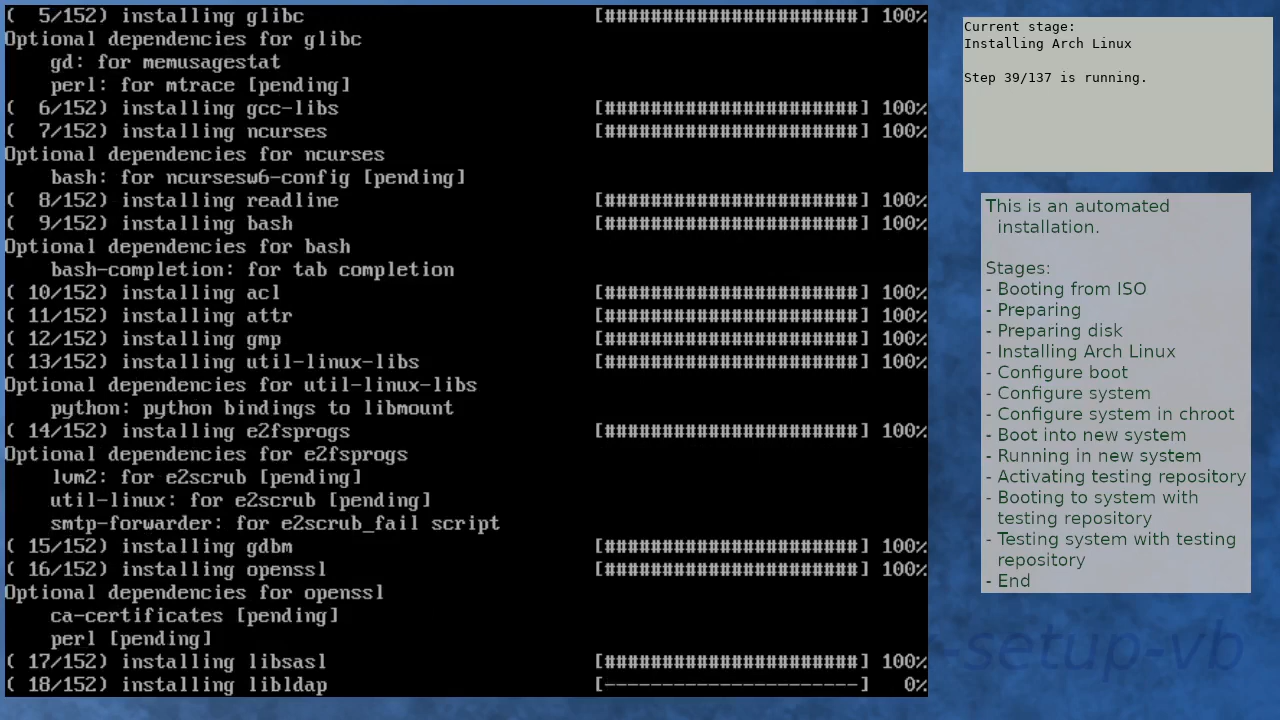 (  5/152) installing glibc                         [######################] 100%
Optional dependencies for glibc
    gd: for memusagestat
    perl: for mtrace [pending]
(  6/152) installing gcc-libs                      [######################] 100%
(  7/152) installing ncurses                       [######################] 100%
Optional dependencies for ncurses
    bash: for ncursesw6-config [pending]
(  8/152) installing readline                      [######################] 100%
(  9/152) installing bash                          [######################] 100%
Optional dependencies for bash
    bash-completion: for tab completion
( 10/152) installing acl                           [######################] 100%
( 11/152) installing attr                          [######################] 100%
( 12/152) installing gmp                           [######################] 100%
( 13/152) installing util-linux-libs               [######################] 100%
Optional dependencies for util-linux-libs
    python: python bindings to libmount
( 14/152) installing e2fsprogs                     [######################] 100%
Optional dependencies for e2fsprogs
    lvm2: for e2scrub [pending]
    util-linux: for e2scrub [pending]
    smtp-forwarder: for e2scrub_fail script
( 15/152) installing gdbm                          [######################] 100%
( 16/152) installing openssl                       [######################] 100%
Optional dependencies for openssl
    ca-certificates [pending]
    perl [pending]
( 17/152) installing libsasl                       [######################] 100%
( 18/152) installing libldap                       [----------------------]   0%
Current stage:
Installing Arch Linux
Step 39/137 is running.
This is an automated
installation.
Stages:
- Booting from ISO
- Preparing
- Preparing disk
- Installing Arch Linux
- Configure boot
- Configure system
- Configure system in chroot
- Boot into new system
- Running in new system
- Activating testing repository
- Booting to system with
testing repository
- Testing system with testing
repository
- End
-setup-vb